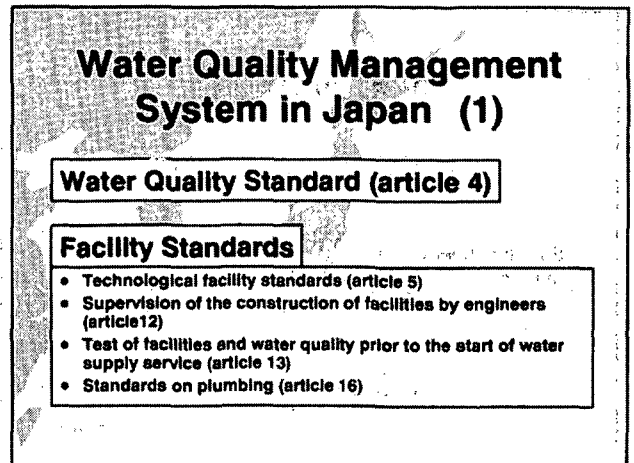 Water Quality Management
System in Japan (1)
Water Quality Standard (article 4)
Facility Standards
• Technological facility standards (article 5)
• Supervision of the construction of facilities by engineers
(article12)
• Test of facilities and water quality prior to the start of water
supply service (article 13)
• Standards on plumbing (article 16)